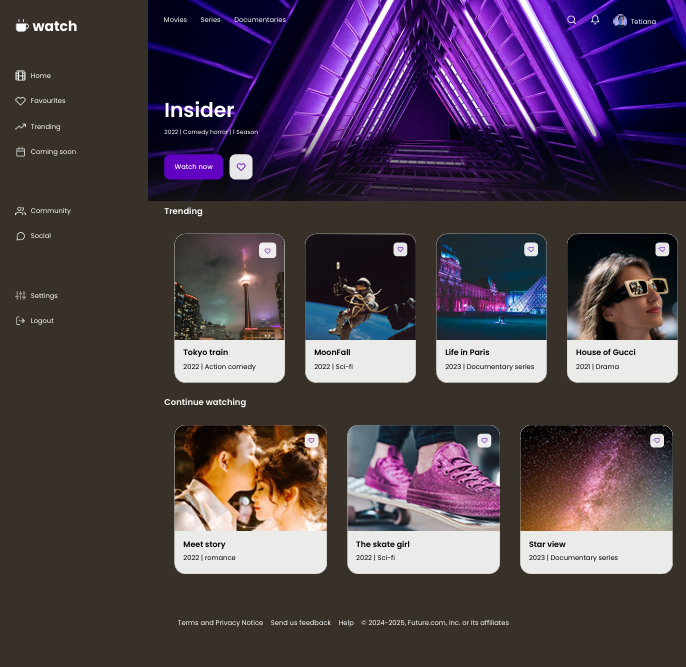 watch
Movies Series Documentaries
Tetiana
Home
Favourites
Trending
Coming soon
Community
Social
Settings
Logout
Insider
2022 | Comedy horror | 1 Season
Watch now
Trending
Tokyo train
2022 | Action comedy
MoonFall
2022 | Sci-fi
Life in Paris
2023 | Documentary series
House of Gucci
2021 | Drama
Continue watching
Meet story
2022 | romance
The skate girl
2022 | Sci-fi
Star view
2023 | Documentary series
Terms and Privacy Notice Send us feedback Help © 2024-2025, Future.com, Inc. or its affiliates